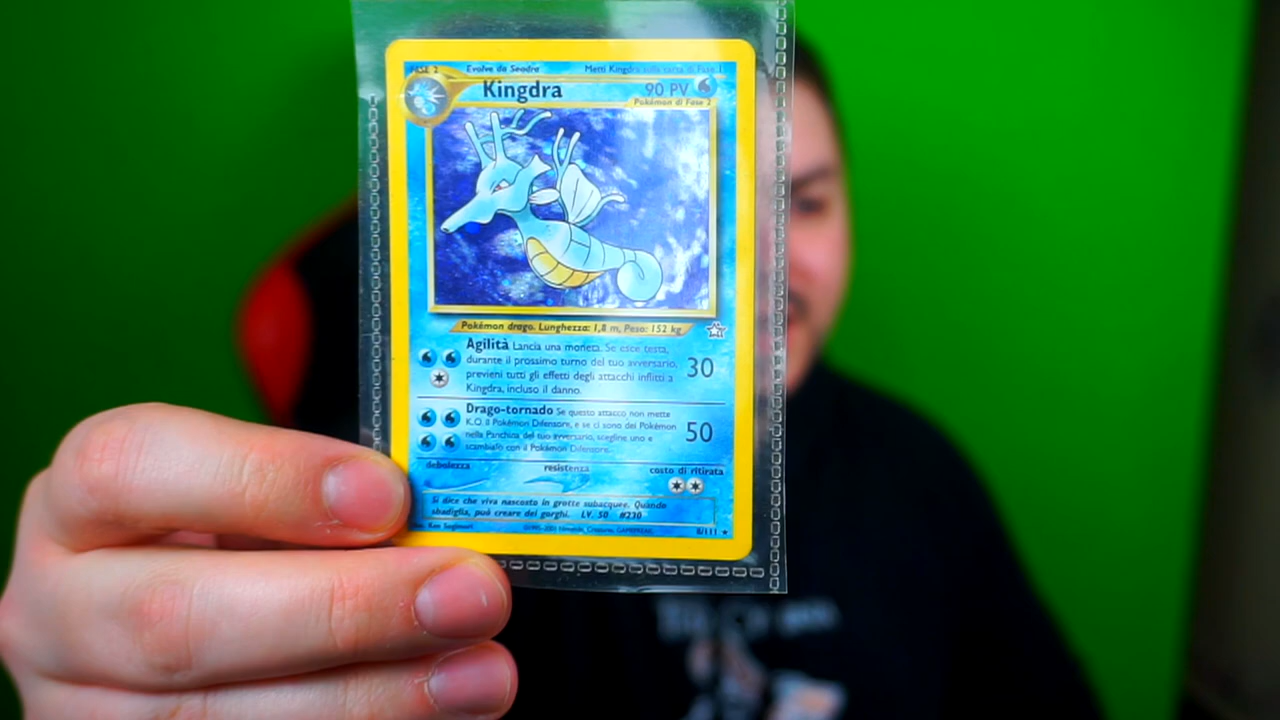 FASE 2 Evolve da Seadra Metti Kingdra sulla carta di Fase 1
Kingdra 90 PV
Pokémon di Fase 2
Pokémon drago. Lunghezza: 1,8 m, Peso: 152 kg
Agilità Lancia una moneta. Se esce testa,
durante il prossimo turno del tuo avversario,
previeni tutti gli effetti degli attacchi inflitti a
Kingdra, incluso il danno.
30
Drago-tornado Se questo attacco non mette
K.O. il Pokémon Difensore, e se ci sono dei Pokémon
nella Panchina del tuo avversario, scegline uno e
scambialo con il Pokémon Difensore.
50
debolezza resistenza costo di ritirata
Si dice che viva nascosto in grotte subacquee. Quando
sbadiglia, può creare dei gorghi. LV. 50 #230
Ken Sugimori Nintendo, Creatures, GAMEFREAK. 8/111 ★